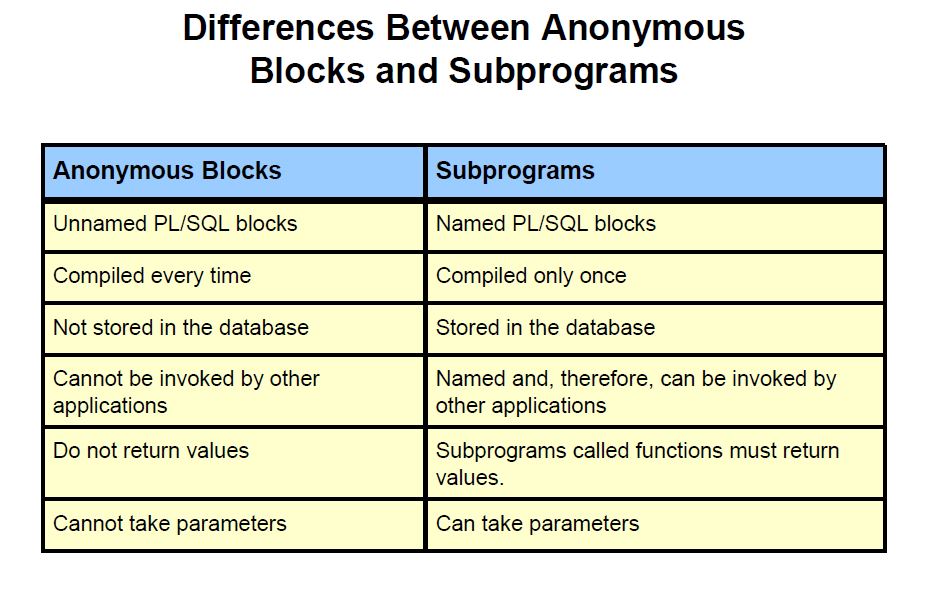 Differences Between Anonymous
Blocks and Subprograms
Anonymous Blocks
Subprograms
Unnamed PL/SQL blocks
Named PL/SQL blocks
Compiled every time
Compiled only once
Not stored in the database
Stored in the database
Cannot be invoked by other
applications
Named and, therefore, can be invoked by
other applications
Do not return values
Subprograms called functions must return
values.
Cannot take parameters
Can take parameters